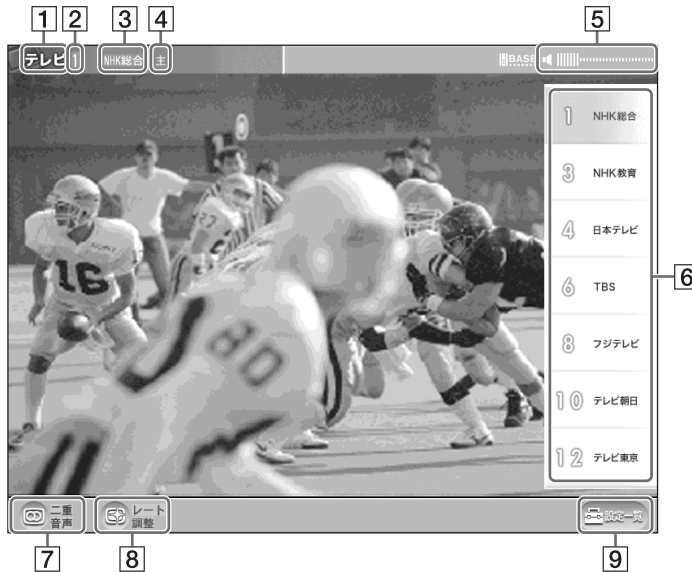 1 2 3 4 5
テレビ 1 NHK総合 主 BASE
1 NHK総合
3 NHK教育
4 日本テレビ
6 TBS
8 フジテレビ
10 テレビ朝日
12 テレビ東京
6
SONY
16
80
27
二重音声
レート調整
設定一覧
7 8 9